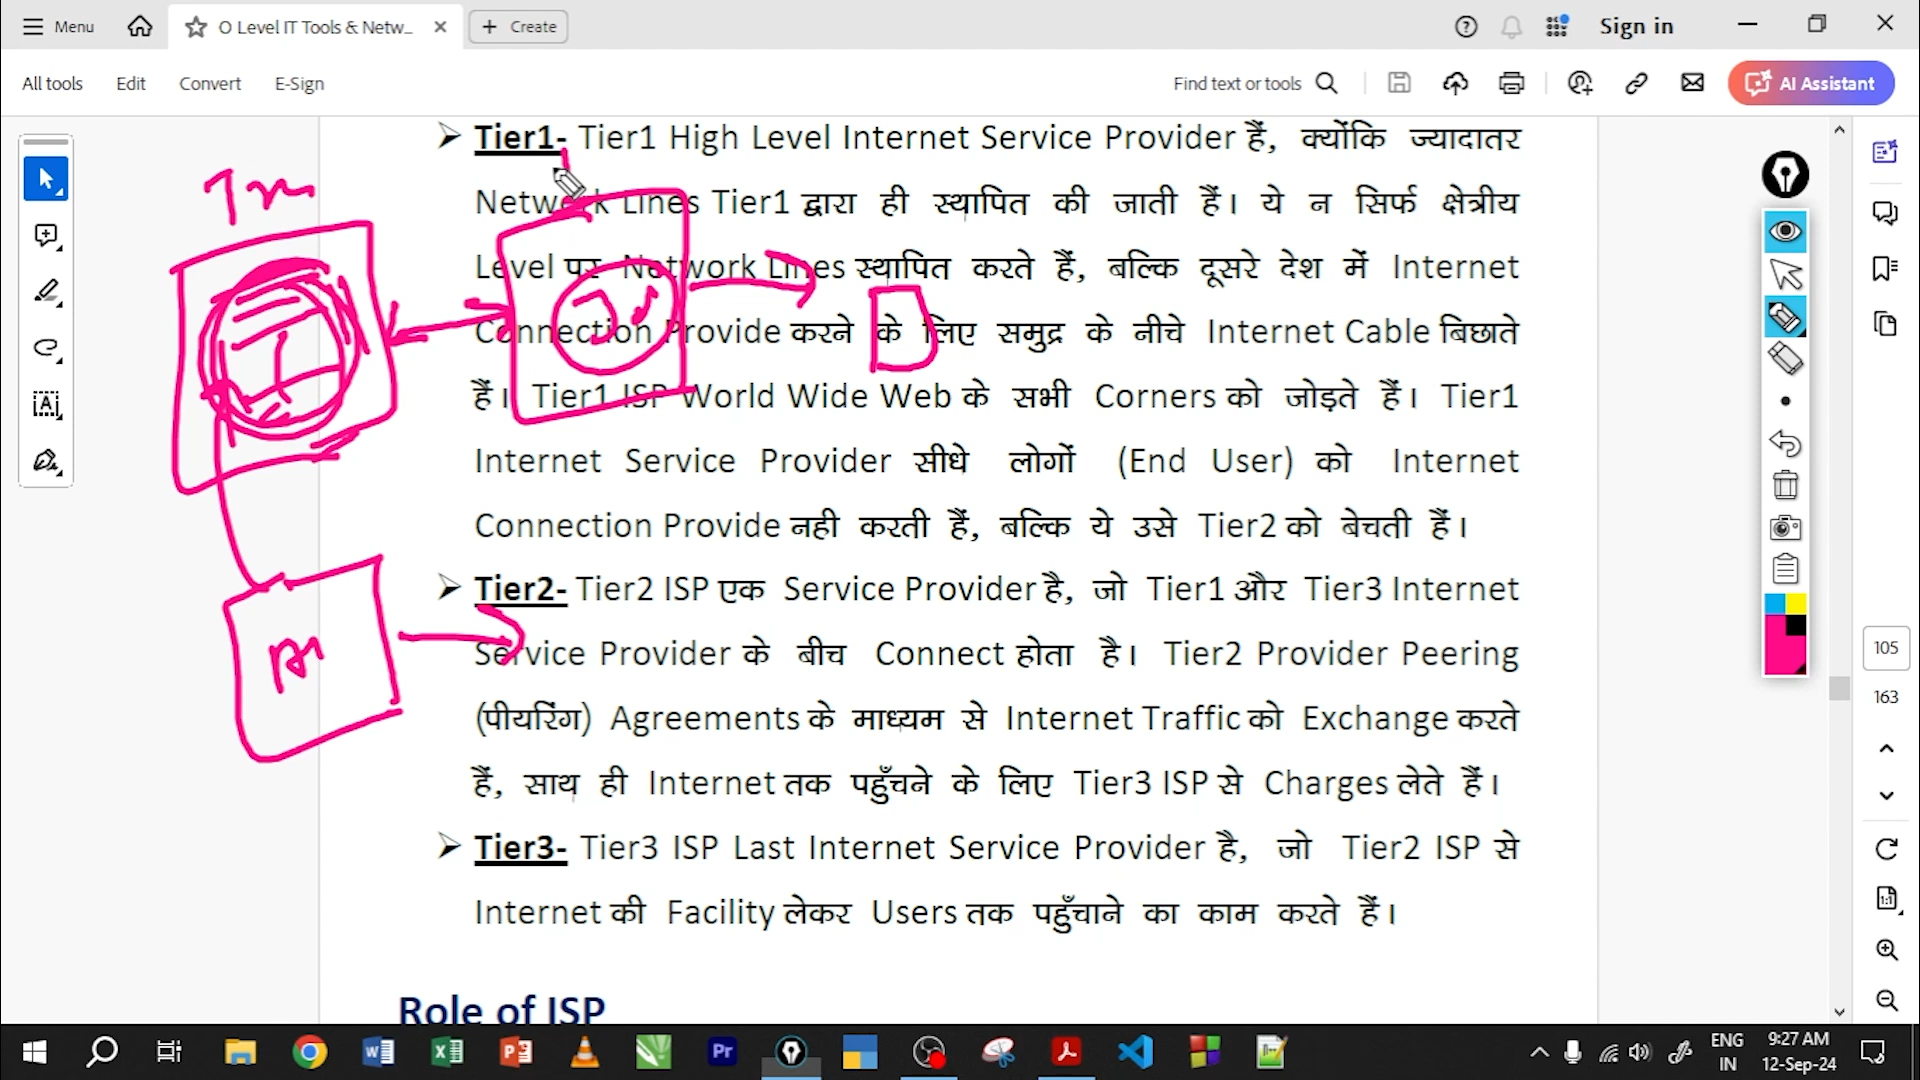 Menu
O Level IT Tools & Netw...
Create
Sign in
All tools
Edit
Convert
E-Sign
Find text or tools
AI Assistant
Tier1- Tier1 High Level Internet Service Provider हैं, क्योंकि ज्यादातर
Network Lines Tier1 द्वारा ही स्थापित की जाती हैं। ये न सिर्फ क्षेत्रीय
Level पर Network Lines स्थापित करते हैं, बल्कि दूसरे देश में Internet
Connection Provide करने के लिए समुद्र के नीचे Internet Cable बिछाते
हैं। Tier1 ISP World Wide Web के सभी Corners को जोड़ते हैं। Tier1
Internet Service Provider सीधे लोगों (End User) को Internet
Connection Provide नही करती हैं, बल्कि ये उसे Tier2 को बेचती हैं।
Tier2- Tier2 ISP एक Service Provider है, जो Tier1 और Tier3 Internet
Service Provider के बीच Connect होता है। Tier2 Provider Peering
(पीयरिंग) Agreements के माध्यम से Internet Traffic को Exchange करते
हैं, साथ ही Internet तक पहुँचने के लिए Tier3 ISP से Charges लेते हैं।
Tier3- Tier3 ISP Last Internet Service Provider है, जो Tier2 ISP से
Internet की Facility लेकर Users तक पहुँचाने का काम करते हैं।
Role of ISP
105
163
ENG
IN
9:27 AM
12-Sep-24